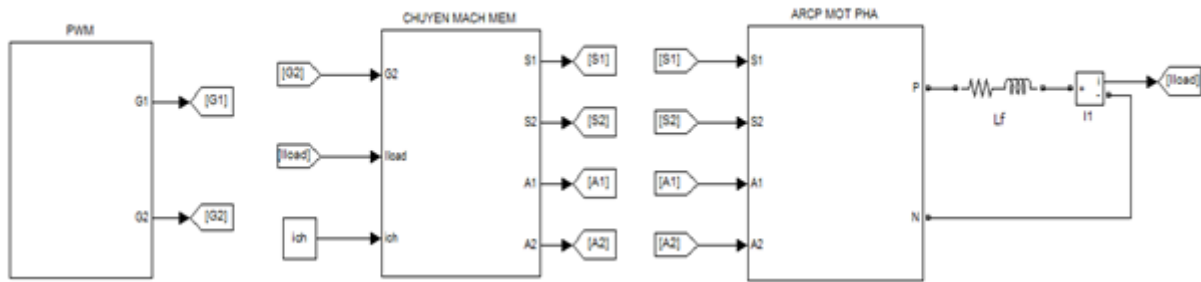 PWM
G1
[G1]
G2
[G2]
CHUYEN MACH MEM
[G2]
G2
[Iload]
Iload
ich
ich
S1
[S1]
S2
[S2]
A1
[A1]
A2
[A2]
ARCP MOT PHA
[S1]
S1
[S2]
S2
[A1]
A1
[A2]
A2
P
N
Lf
+
-
i
I1
[Iload]